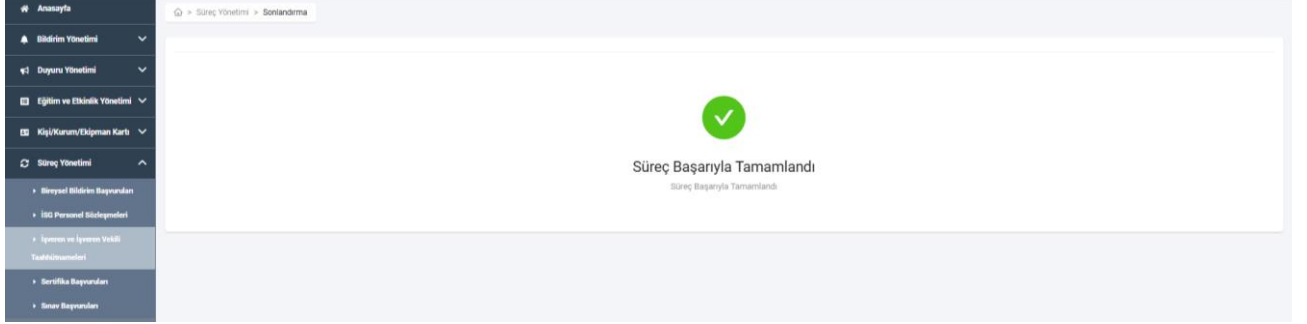 Anasayfa
Bildirim Yönetimi
Duyuru Yönetimi
Eğitim ve Etkinlik Yönetimi
Kişi/Kurum/Ekipman Kartı
Süreç Yönetimi
Bireysel Bildirim Başvuruları
İSG Personel Sözleşmeleri
İşveren ve İşveren Vekili
Taahhütnameleri
Sertifika Başvuruları
Sınav Başvuruları
> Süreç Yönetimi > Sonlandırma
Süreç Başarıyla Tamamlandı
Süreç Başarıyla Tamamlandı